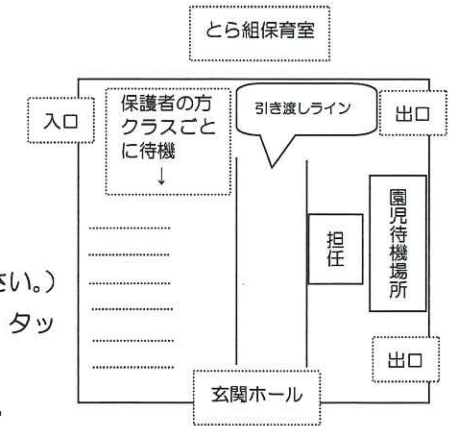 とら組保育室
入口
保護者の方
クラスごと
に待機
↓
引き渡しライン
出口
園児待機場所
担任
さい。)
タッ
出口
玄関ホール